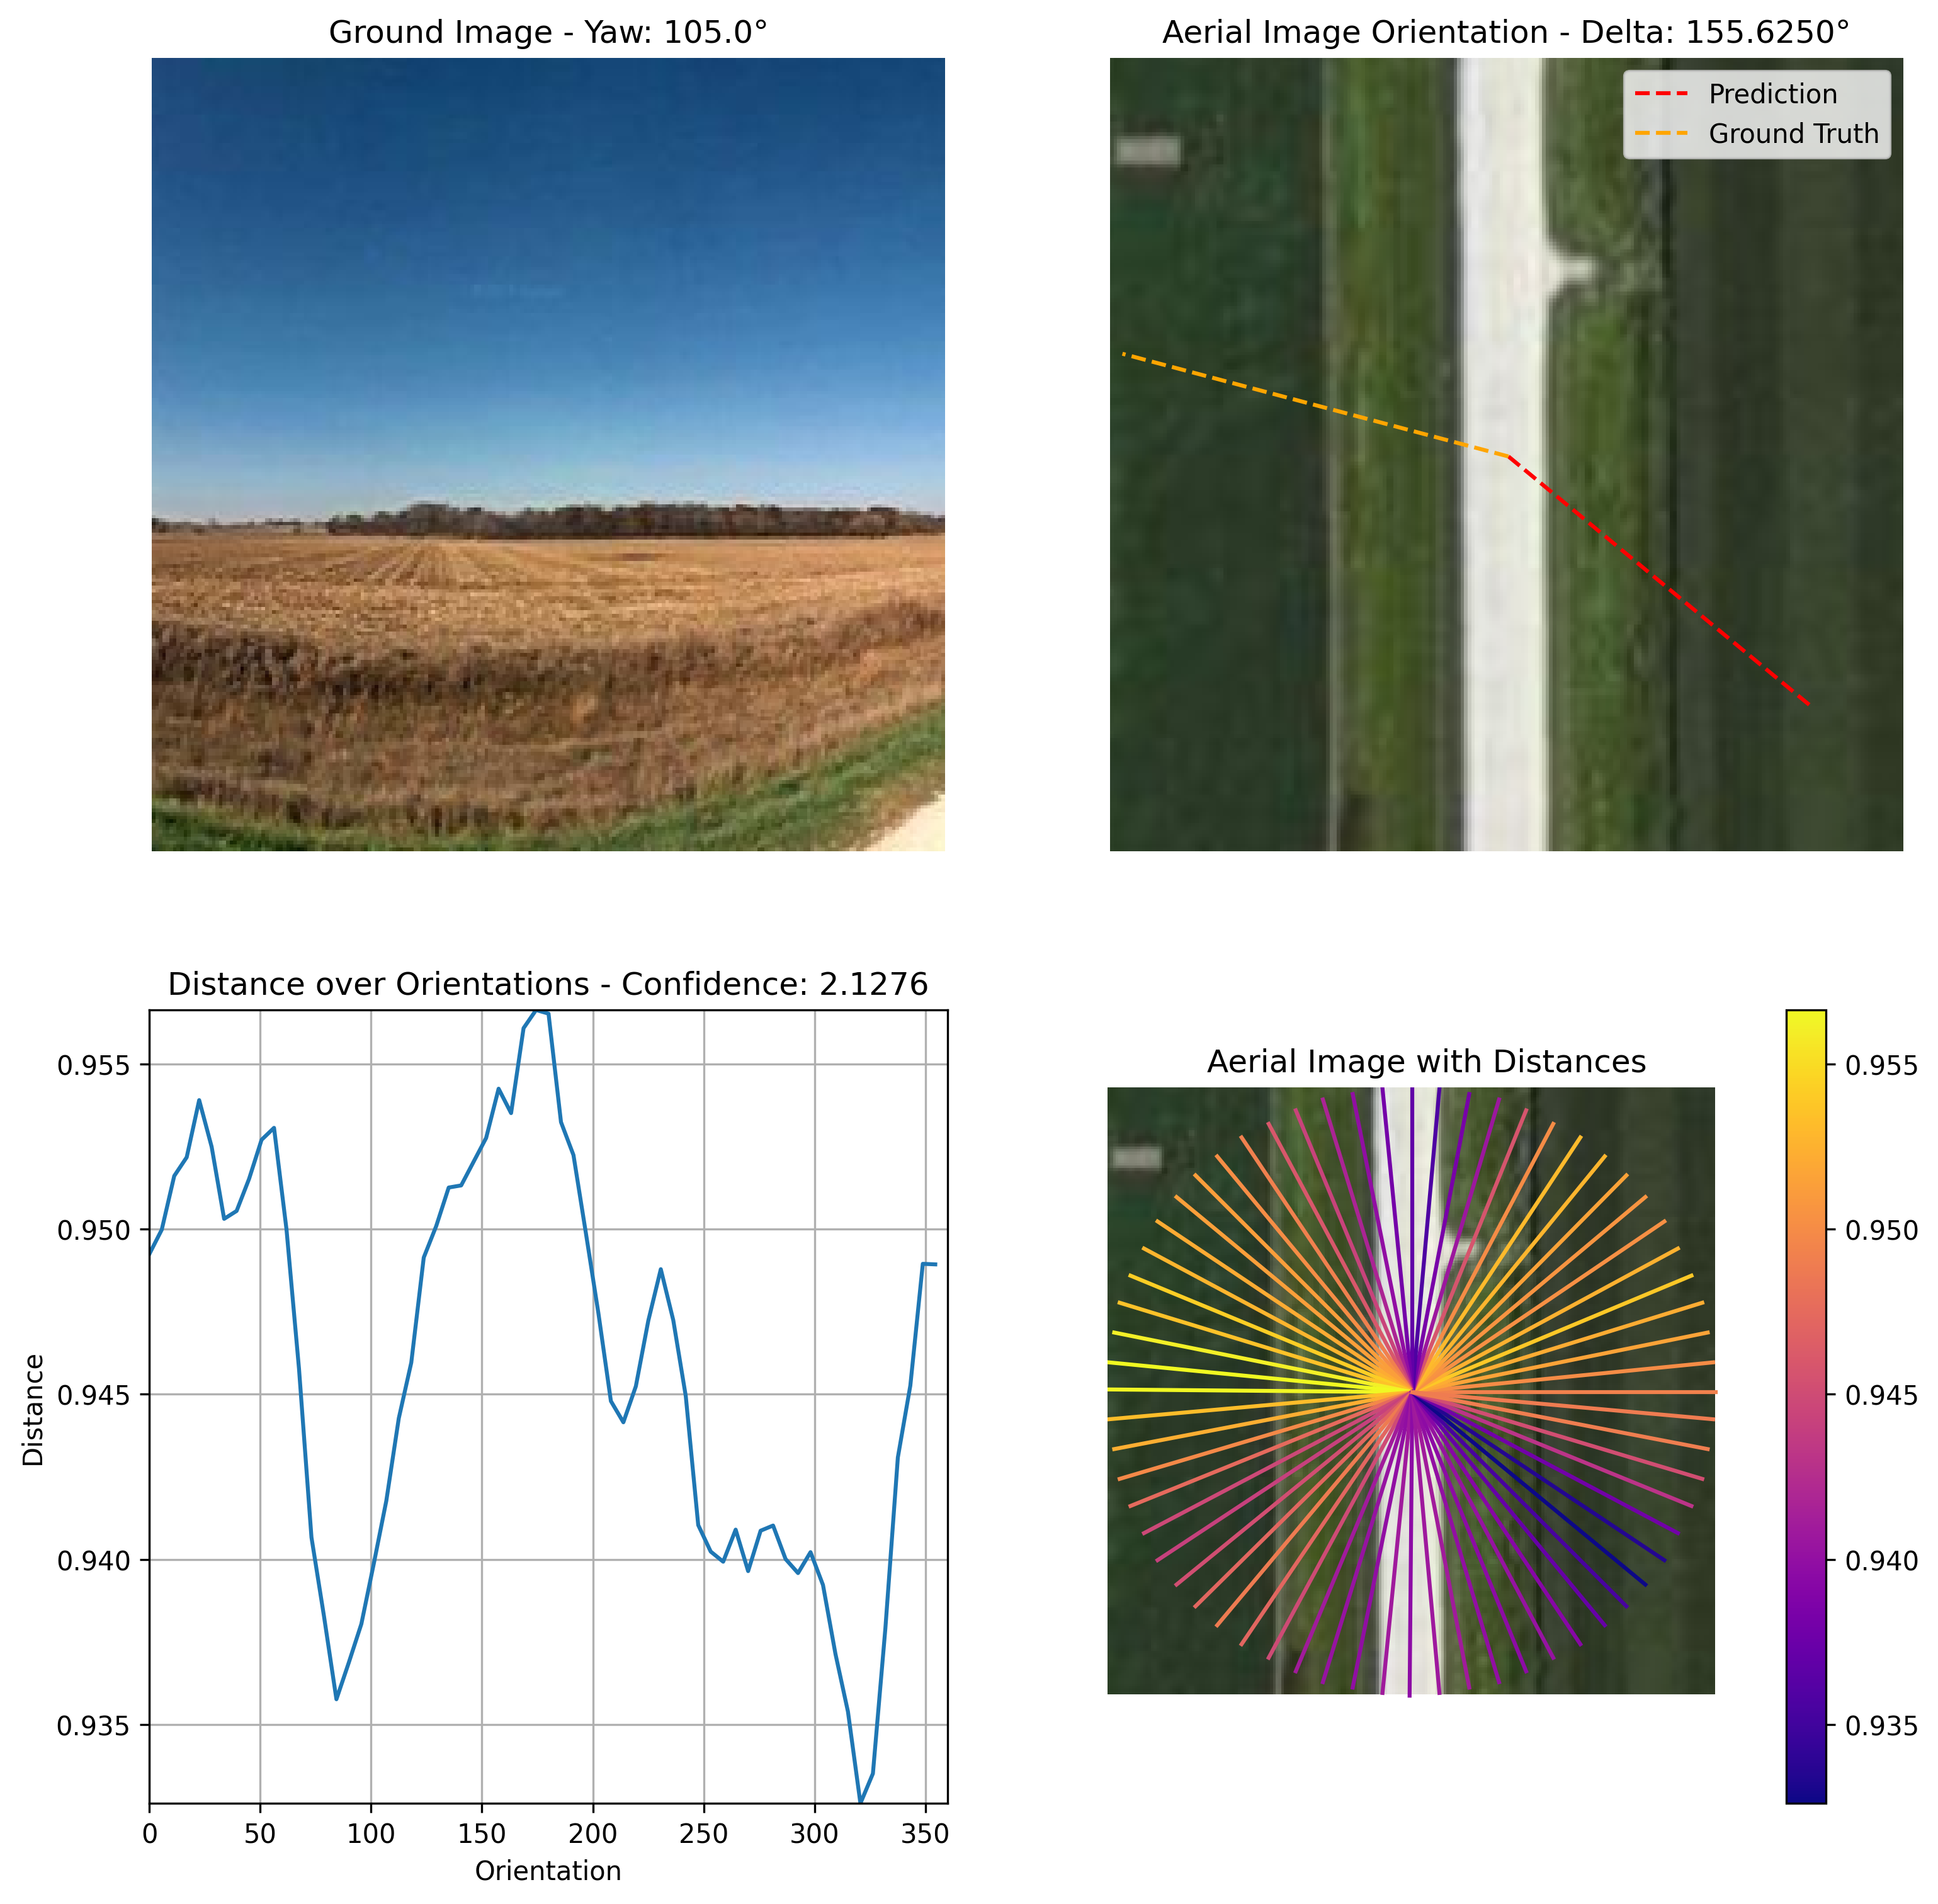 Ground Image - Yaw: 105.0°
Aerial Image Orientation - Delta: 155.6250°
Prediction
Ground Truth
Distance over Orientations - Confidence: 2.1276
0.955
0.950
0.945
0.940
0.935
Distance
0 50 100 150 200 250 300 350
Orientation
Aerial Image with Distances
0.955
0.950
0.945
0.940
0.935